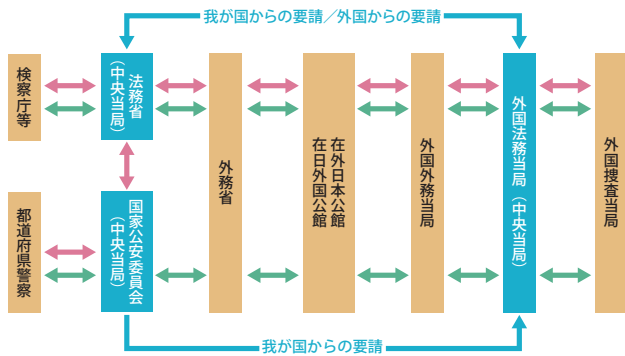 我が国からの要請／外国からの要請
検察庁等
法務省
（中央当局）
都道府県警察
国家公安委員会
（中央当局）
外務省
在外日本公館
在日外国公館
外国外務当局
外国法務当局（中央当局）
外国捜査当局
我が国からの要請